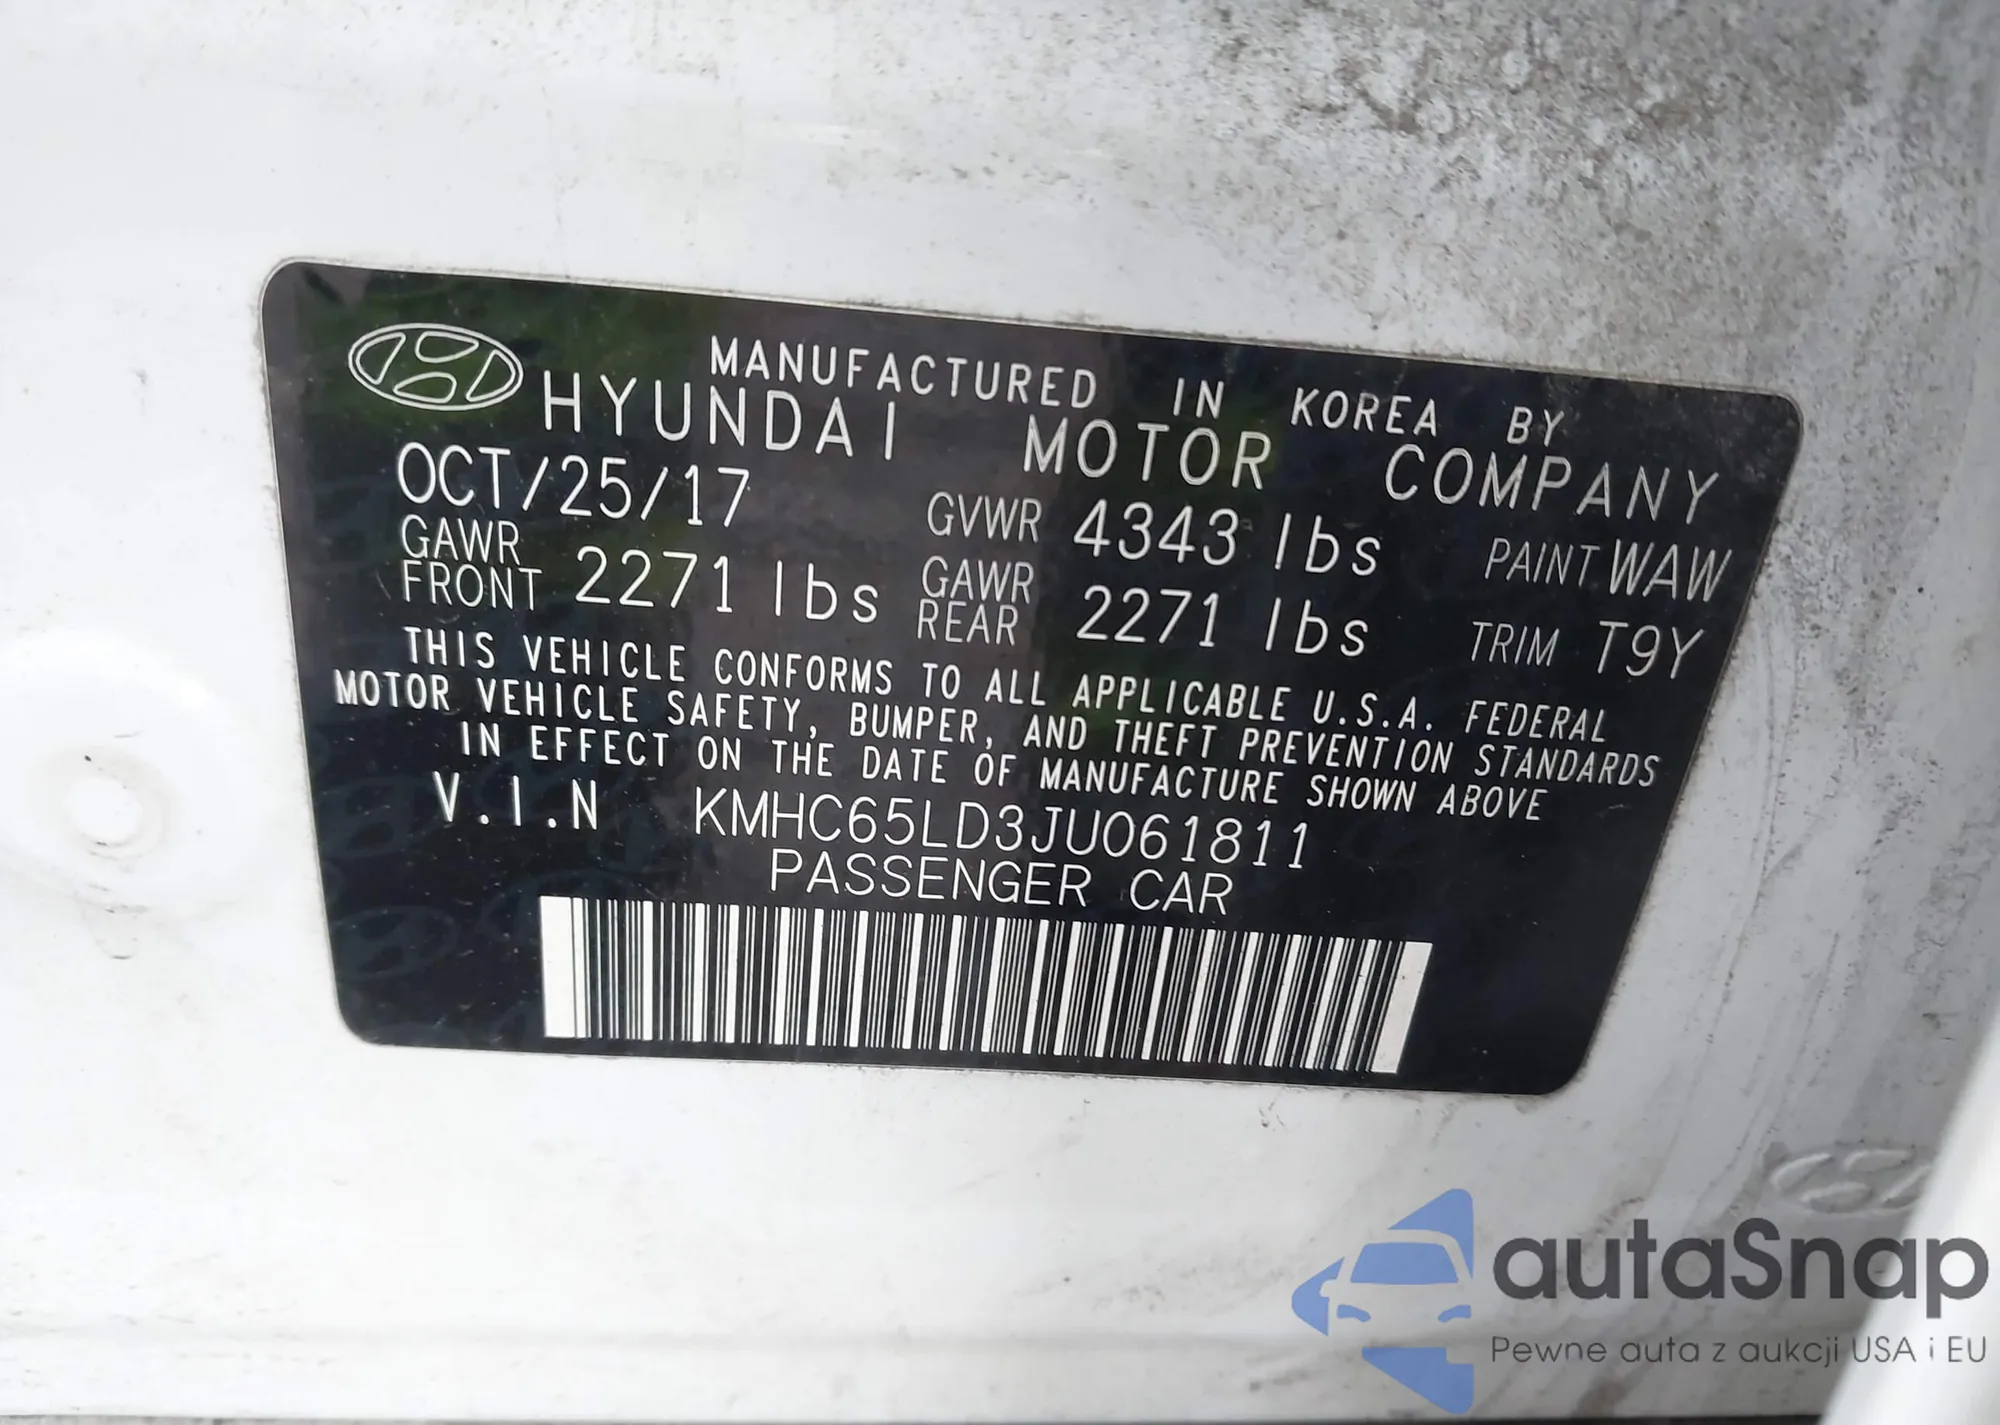 MANUFACTURED IN KOREA BY
HYUNDAI MOTOR COMPANY
OCT/25/17 GVWR 4343 lbs PAINT WAW
GAWR FRONT 2271 lbs GAWR REAR 2271 lbs TRIM T9Y
THIS VEHICLE CONFORMS TO ALL APPLICABLE U.S.A. FEDERAL
MOTOR VEHICLE SAFETY, BUMPER, AND THEFT PREVENTION STANDARDS
IN EFFECT ON THE DATE OF MANUFACTURE SHOWN ABOVE
V.I.N KMHC65LD3JU061811
PASSENGER CAR
autaSnap
Pewne auta z aukcji USA i EU